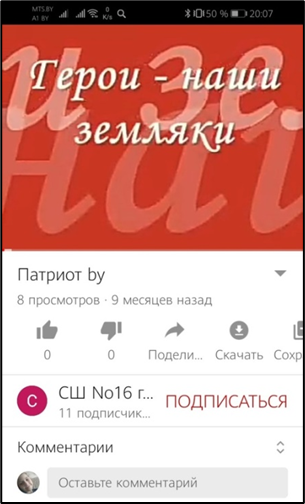 MTS.BY
A1 BY
0
K/s
50 %
20:07
Герои - наши
земляки
Патриот by
8 просмотров · 9 месяцев назад
0
0
Подели...
Скачать
Сохр
С
СШ No16 г...
11 подписчик...
ПОДПИСАТЬСЯ
Комментарии
Оставьте комментарий